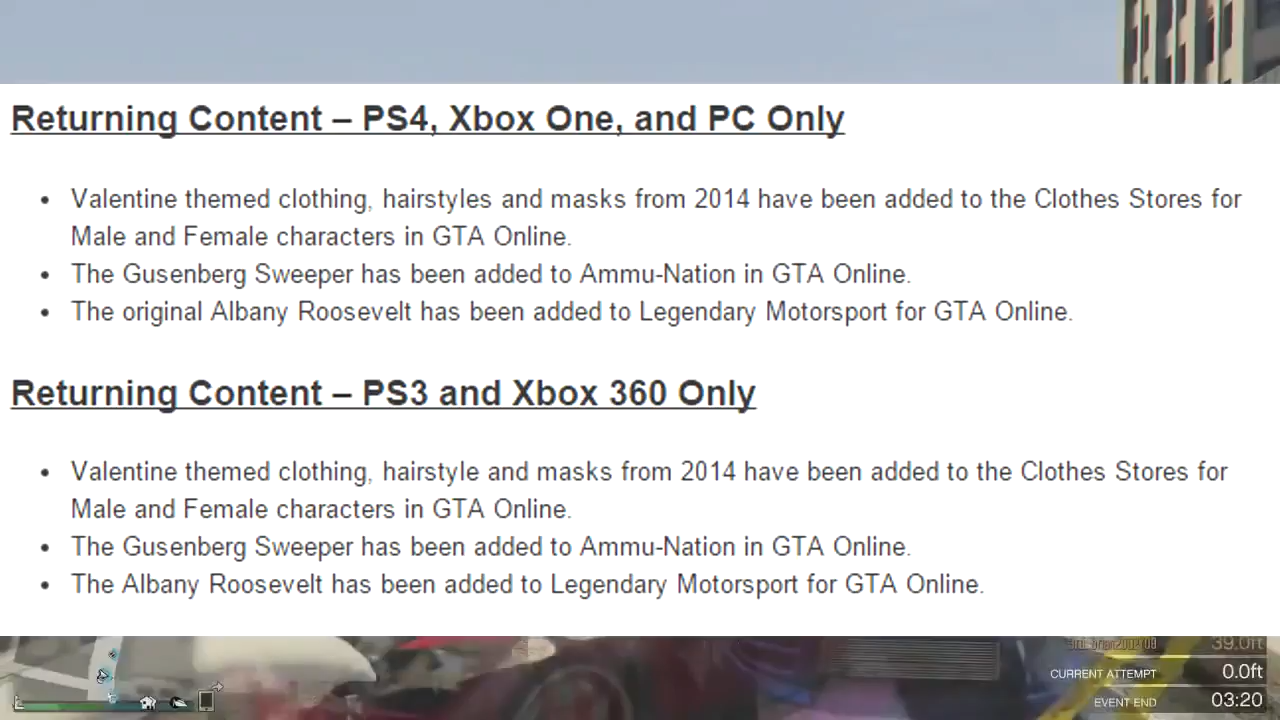 Returning Content – PS4, Xbox One, and PC Only
• Valentine themed clothing, hairstyles and masks from 2014 have been added to the Clothes Stores for
Male and Female characters in GTA Online.
• The Gusenberg Sweeper has been added to Ammu-Nation in GTA Online.
• The original Albany Roosevelt has been added to Legendary Motorsport for GTA Online.
Returning Content – PS3 and Xbox 360 Only
• Valentine themed clothing, hairstyle and masks from 2014 have been added to the Clothes Stores for
Male and Female characters in GTA Online.
• The Gusenberg Sweeper has been added to Ammu-Nation in GTA Online.
• The Albany Roosevelt has been added to Legendary Motorsport for GTA Online.
39.0ft
CURRENT ATTEMPT 0.0ft
EVENT END 03:20